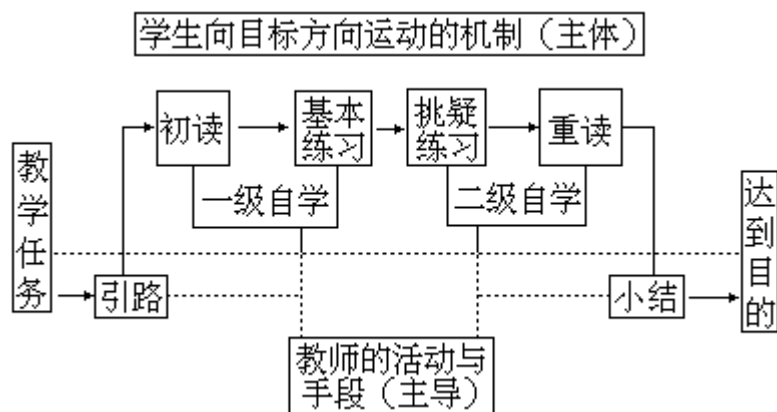 学生向目标方向运动的机制（主体）
初读
基本
练习
挑疑
练习
重读
教学任务
一级自学
二级自学
达到目的
引路
小结
教师的活动与
手段（主导）